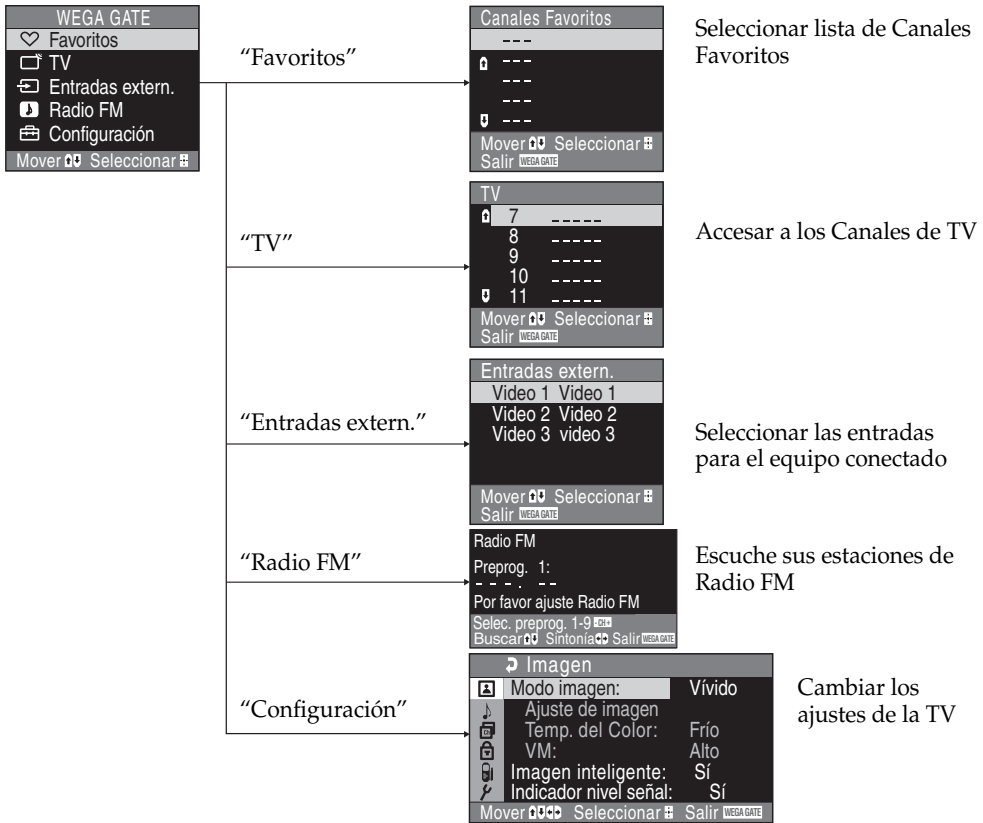 WEGA GATE
Favoritos
TV
Entradas extern.
Radio FM
Configuración
Mover Seleccionar
"Favoritos"
Canales Favoritos
---
---
---
---
---
Mover Seleccionar
Salir WEGA GATE
Seleccionar lista de Canales
Favoritos
"TV"
TV
7 -----
8 -----
9 -----
10 -----
11 -----
Mover Seleccionar
Salir WEGA GATE
Accesar a los Canales de TV
"Entradas extern."
Entradas extern.
Video 1 Video 1
Video 2 Video 2
Video 3 video 3
Mover Seleccionar
Salir WEGA GATE
Seleccionar las entradas
para el equipo conectado
"Radio FM"
Radio FM
Preprog. 1:
---. --
Por favor ajuste Radio FM
Selec. preprog. 1-9 -CH+
Buscar Sintonía Salir WEGA GATE
Escuche sus estaciones de
Radio FM
"Configuración"
Imagen
Modo imagen: Vívido
Ajuste de imagen
Temp. del Color: Frío
VM: Alto
Imagen inteligente: Sí
Indicador nivel señal: Sí
Mover Seleccionar Salir WEGA GATE
Cambiar los
ajustes de la TV